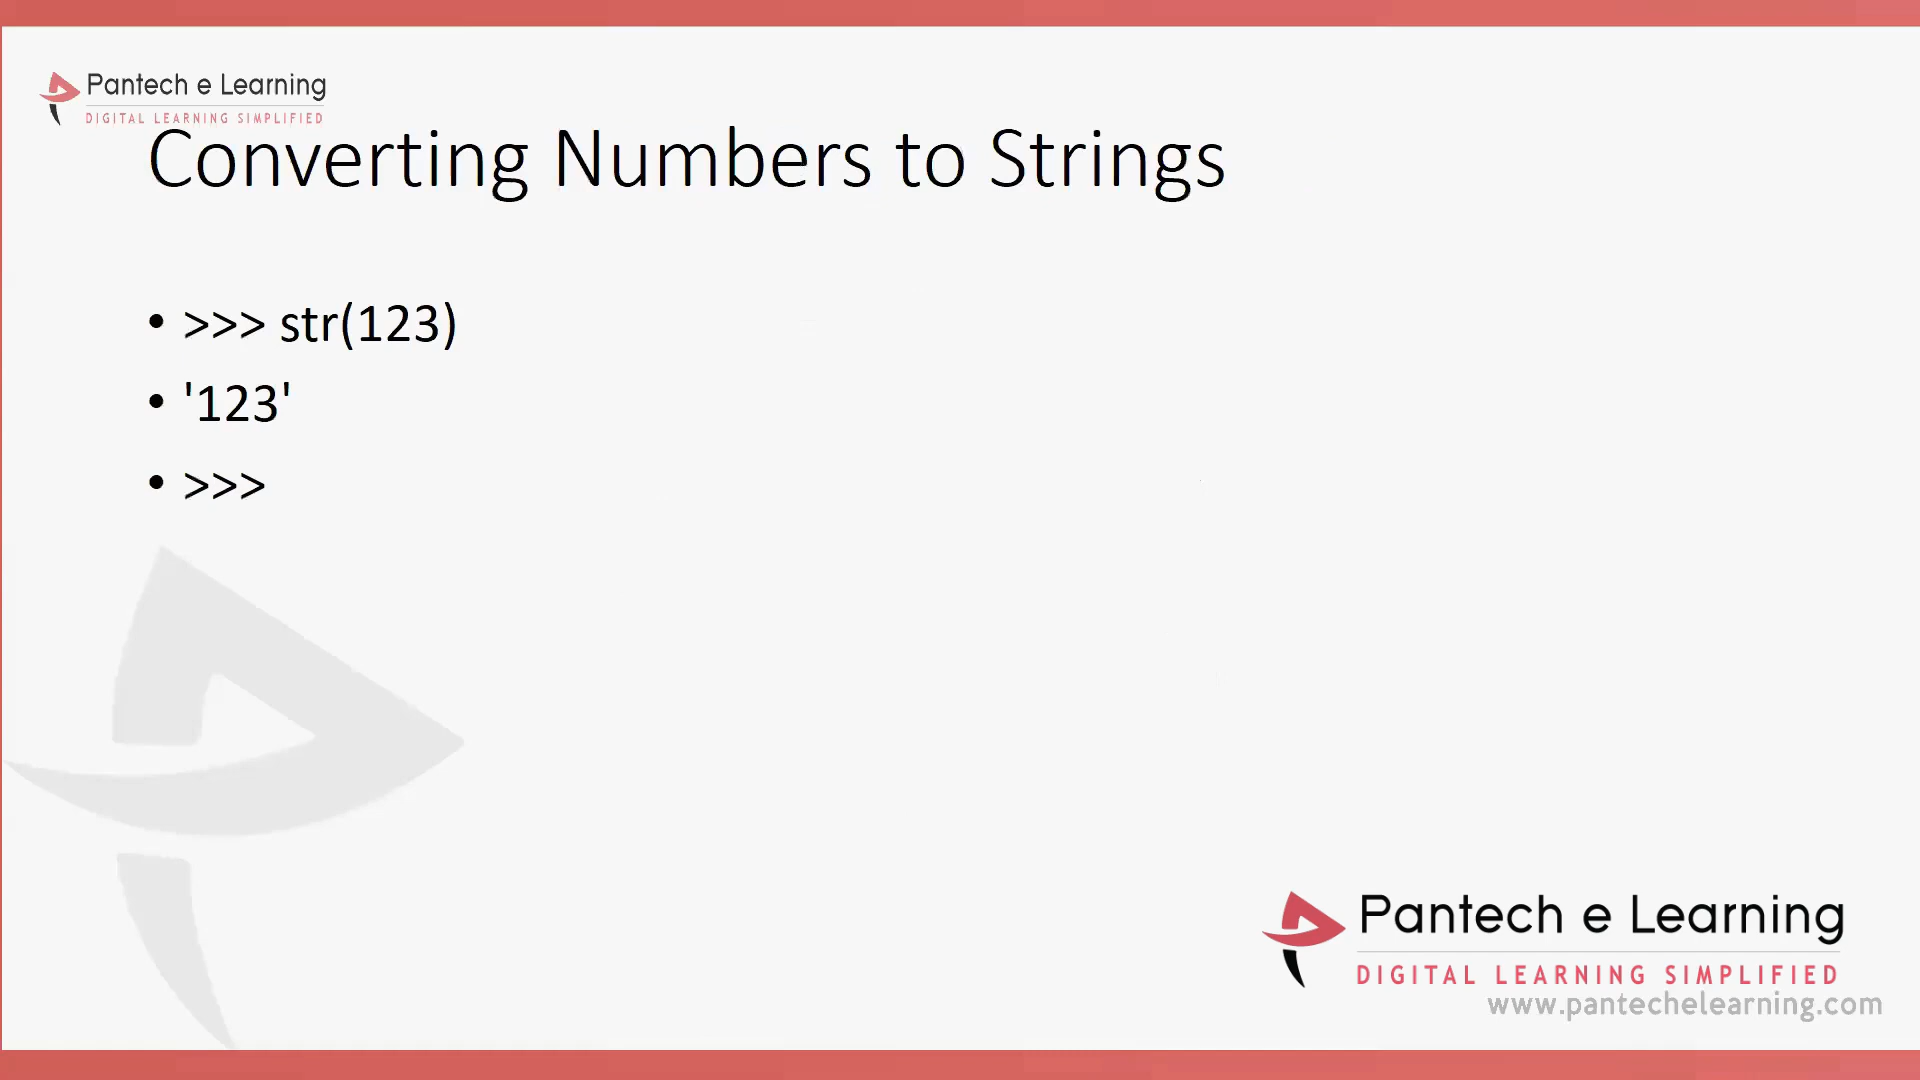 Pantech e Learning
DIGITAL LEARNING SIMPLIFIED
Converting Numbers to Strings
• >>> str(123)
• '123'
• >>>
Pantech e Learning
DIGITAL LEARNING SIMPLIFIED
www.pantechelearning.com